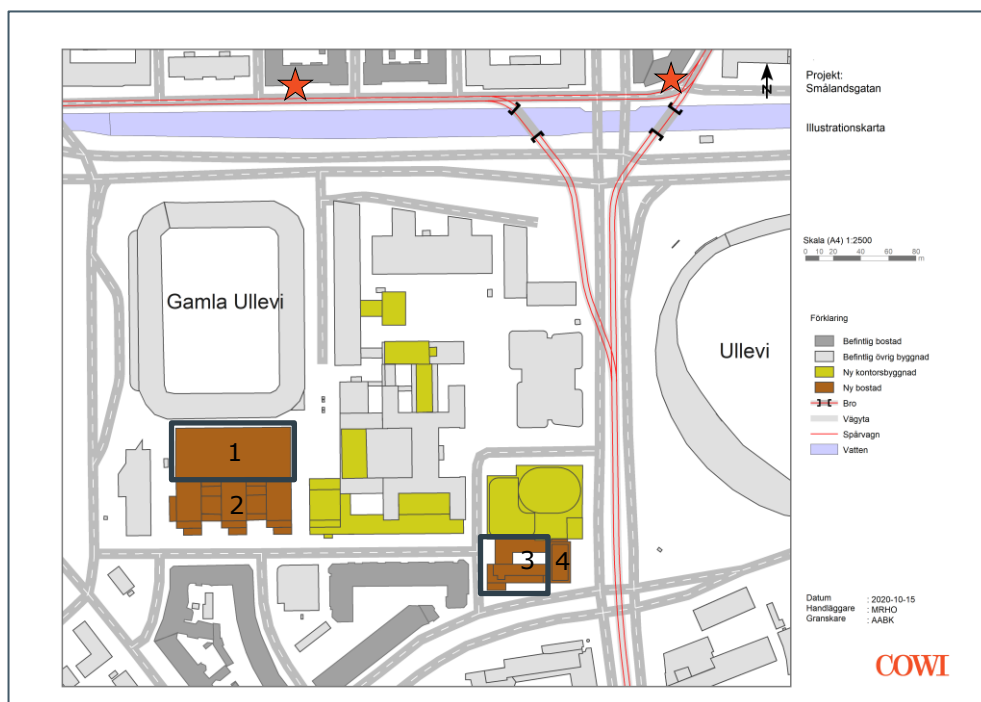 N
Projekt:
Smålandsgatan
Illustrationskarta
Gamla Ullevi
Ullevi
Skala (A4) 1:2500
0 10 20 40 60 80
m
Förklaring
Befintlig bostad
Befintlig övrig byggnad
Ny kontorsbyggnad
Ny bostad
Bro
Vägyta
Spårvagn
Vatten
1
2
3
4
Datum : 2020-10-15
Handläggare : MRHO
Granskare : AABK
COWI